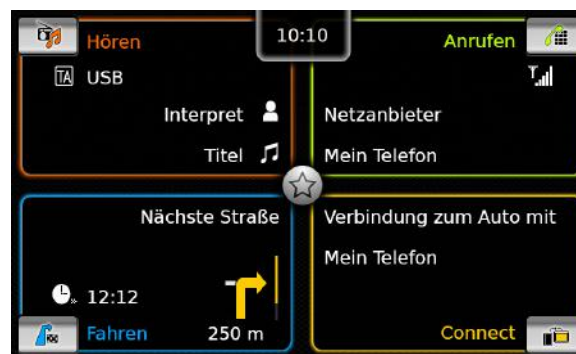 Hören
10:10
Anrufen
TA USB
Interpret
Netzanbieter
Titel
Mein Telefon
Nächste Straße
Verbindung zum Auto mit
Mein Telefon
12:12
Fahren
250 m
Connect